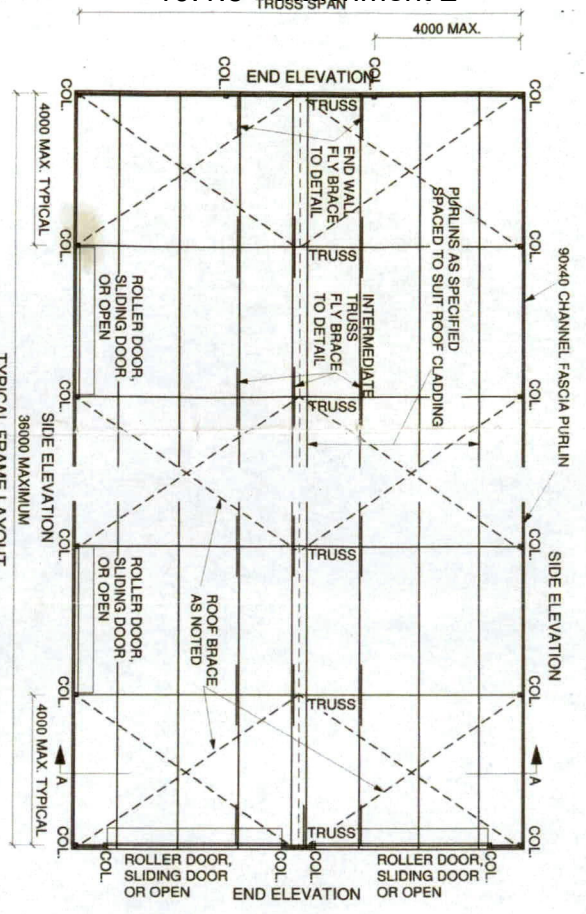 TRUSS SPAN
4000 MAX.
COL.
END ELEVATION
COL.
COL.
TRUSS
COL.
4000 MAX. TYPICAL
END WALL
FLY BRACE
TO DETAIL
PURLINS AS SPECIFIED
SPACED TO SUIT ROOF CLADDING
90x40 CHANNEL FASCIA PURLIN
COL.
TRUSS
COL.
ROLLER DOOR,
SLIDING DOOR
OR OPEN
INTERMEDIATE
TRUSS
FLY BRACE
TO DETAIL
COL.
TRUSS
COL.
SIDE ELEVATION
36000 MAXIMUM
TYPICAL FRAME LAYOUT
SIDE ELEVATION
COL.
TRUSS
COL.
ROLLER DOOR,
SLIDING DOOR
OR OPEN
ROOF BRACE
AS NOTED
COL.
TRUSS
COL.
4000 MAX. TYPICAL
A
A
COL.
TRUSS
COL.
COL.
COL.
COL.
COL.
ROLLER DOOR,
SLIDING DOOR
OR OPEN
ROLLER DOOR,
SLIDING DOOR
OR OPEN
END ELEVATION